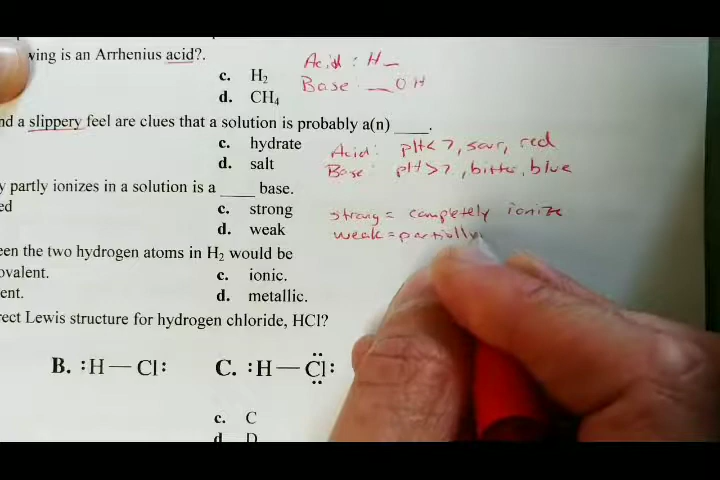 ving is an Arrhenius acid?.
Acid : H_
c. H₂
Base : __OH
d. CH₄
nd a slippery feel are clues that a solution is probably a(n) ____.
c. hydrate
Acid: pH<7, sour, red
d. salt
Base: pH>7, bitter, blue
y partly ionizes in a solution is a ____ base.
ed
c. strong
strong = completely ionize
d. weak
weak = partially
een the two hydrogen atoms in H₂ would be
ovalent.
c. ionic.
ent.
d. metallic.
rect Lewis structure for hydrogen chloride, HCl?
B. :H — Cl: C. :H — Cl:
c. C
d D